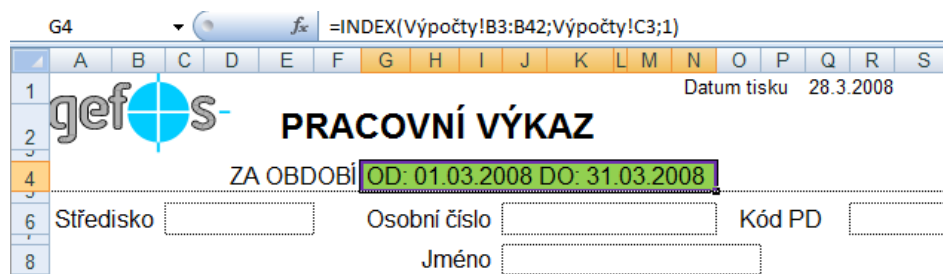 G4 fx =INDEX(Výpočty!B3:B42;Výpočty!C3;1)
A B C D E F G H I J K L M N O P Q R S
1 Datum tisku 28.3.2008
gefos
2 PRACOVNÍ VÝKAZ
3
4 ZA OBDOBÍ OD: 01.03.2008 DO: 31.03.2008
5
6 Středisko Osobní číslo Kód PD
7
8 Jméno